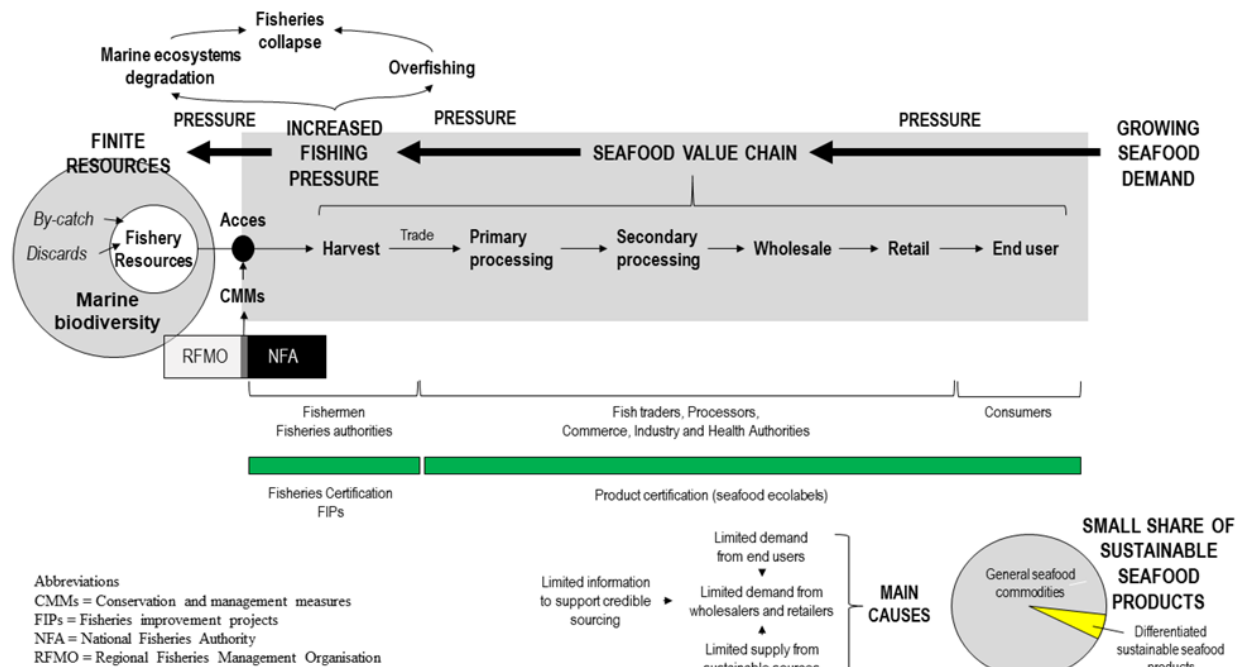 Fisheries
collapse
Marine ecosystems
degradation
Overfishing
PRESSURE
PRESSURE
PRESSURE
FINITE
RESOURCES
INCREASED
FISHING
PRESSURE
SEAFOOD VALUE CHAIN
GROWING
SEAFOOD
DEMAND
By-catch
Discards
Fishery
Resources
Marine
biodiversity
Acces
CMMs
RFMO
NFA
Harvest
Trade
Primary
processing
Secondary
processing
Wholesale
Retail
End user
Fishermen
Fisheries authorities
Fish traders, Processors,
Commerce, Industry and Health Authorities
Consumers
Fisheries Certification
FIPs
Product certification (seafood ecolabels)
Limited information
to support credible
sourcing
Limited demand
from end users
Limited demand from
wholesalers and retailers
Limited supply from
sustainable sources
MAIN
CAUSES
General seafood
commodities
SMALL SHARE OF
SUSTAINABLE
SEAFOOD
PRODUCTS
Differentiated
sustainable seafood
products
Abbreviations
CMMs = Conservation and management measures
FIPs = Fisheries improvement projects
NFA = National Fisheries Authority
RFMO = Regional Fisheries Management Organisation